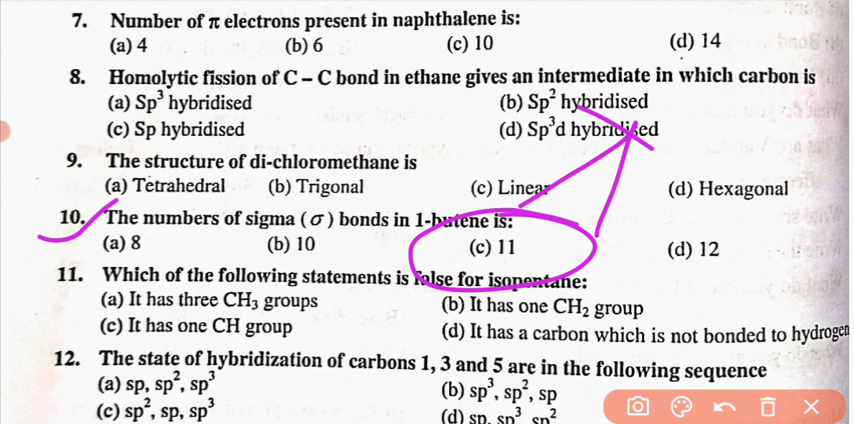 7. Number of π electrons present in naphthalene is:
(a) 4 (b) 6 (c) 10 (d) 14
8. Homolytic fission of C – C bond in ethane gives an intermediate in which carbon is
(a) Sp³ hybridised (b) Sp² hybridised
(c) Sp hybridised (d) Sp³d hybridised
9. The structure of di-chloromethane is
(a) Tetrahedral (b) Trigonal (c) Linear (d) Hexagonal
10. The numbers of sigma (σ) bonds in 1-butene is:
(a) 8 (b) 10 (c) 11 (d) 12
11. Which of the following statements is false for isopentane:
(a) It has three CH₃ groups (b) It has one CH₂ group
(c) It has one CH group (d) It has a carbon which is not bonded to hydrogen
12. The state of hybridization of carbons 1, 3 and 5 are in the following sequence
(a) sp, sp², sp³ (b) sp³, sp², sp
(c) sp², sp, sp³ (d) sp, sp³, sp²